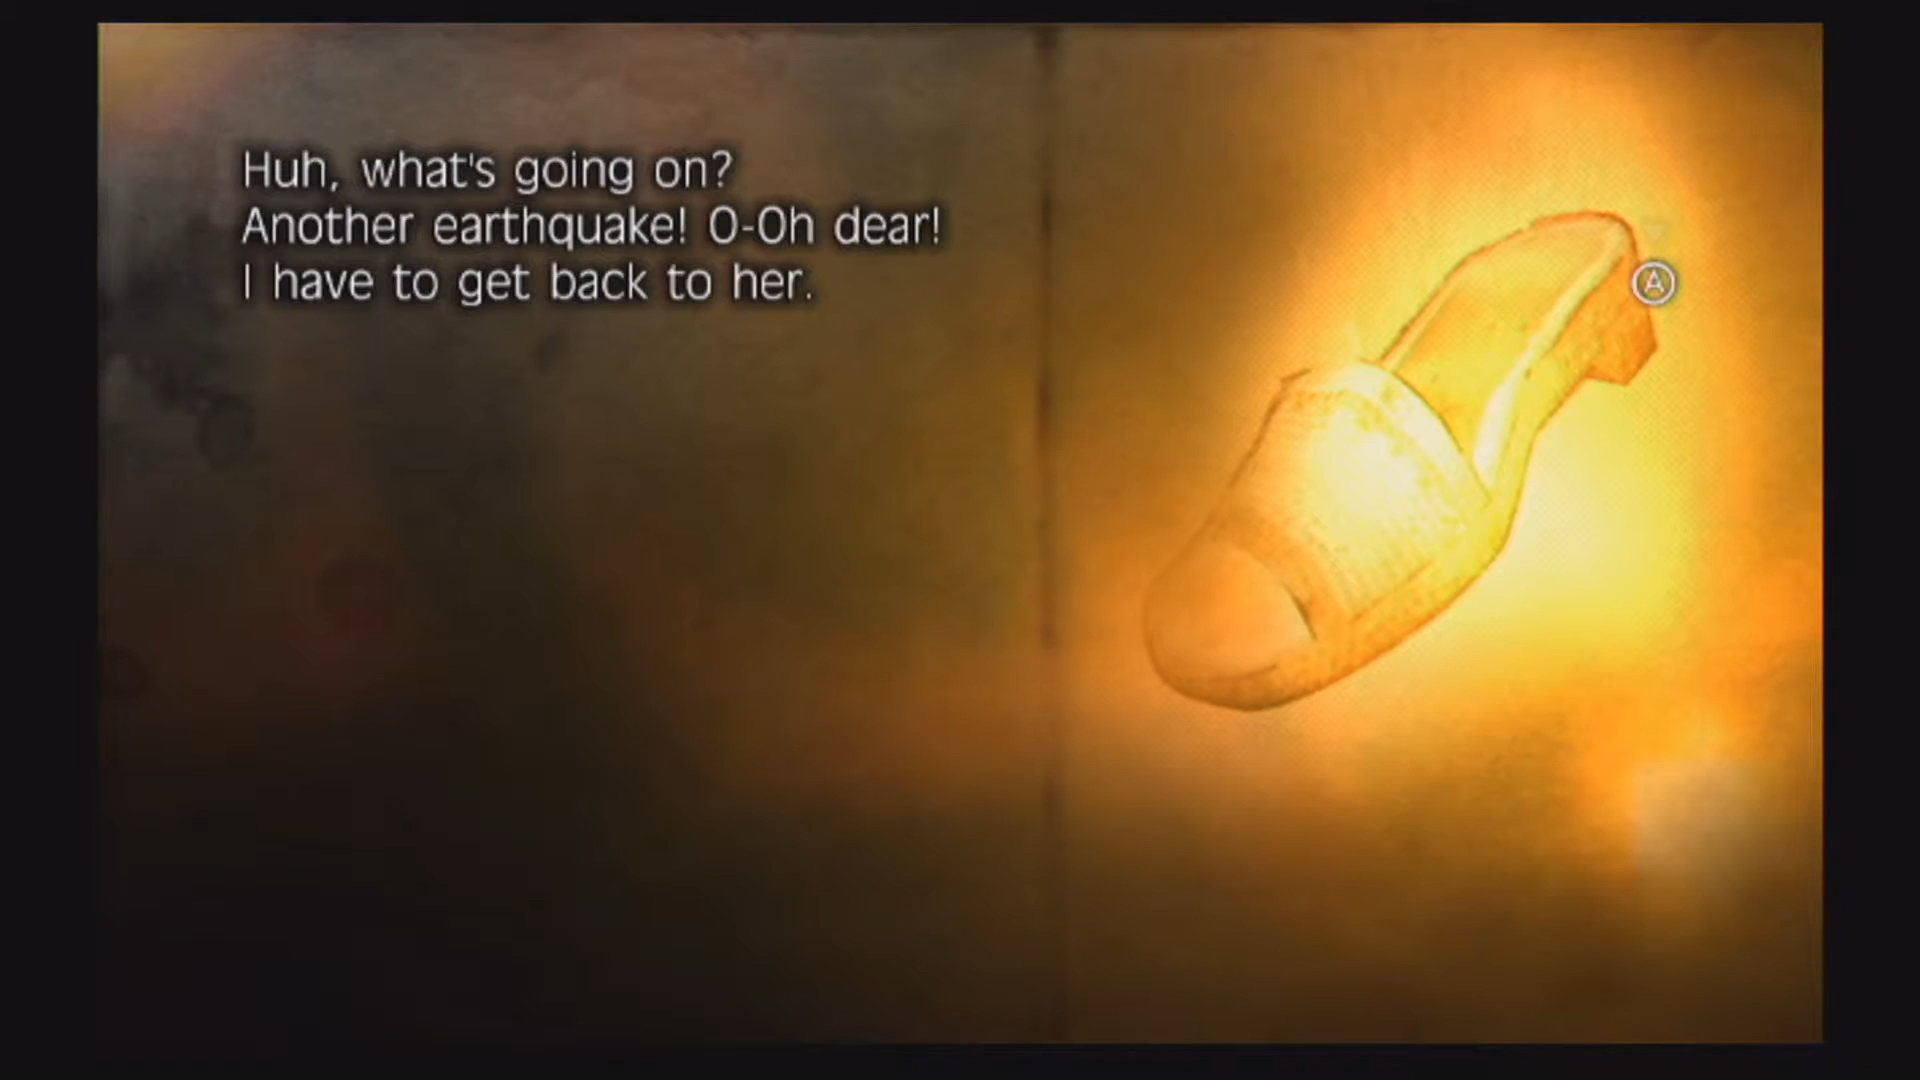 Huh, what's going on?
Another earthquake! O-Oh dear!
I have to get back to her.
A